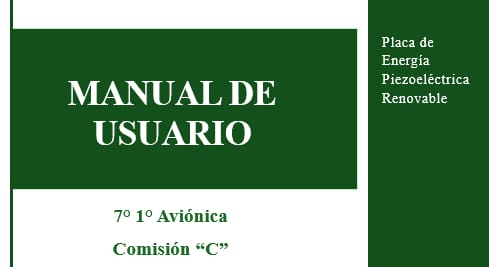 MANUAL DE
USUARIO
7° 1° Aviónica
Comisión “C”
Placa de
Energía
Piezoeléctrica
Renovable